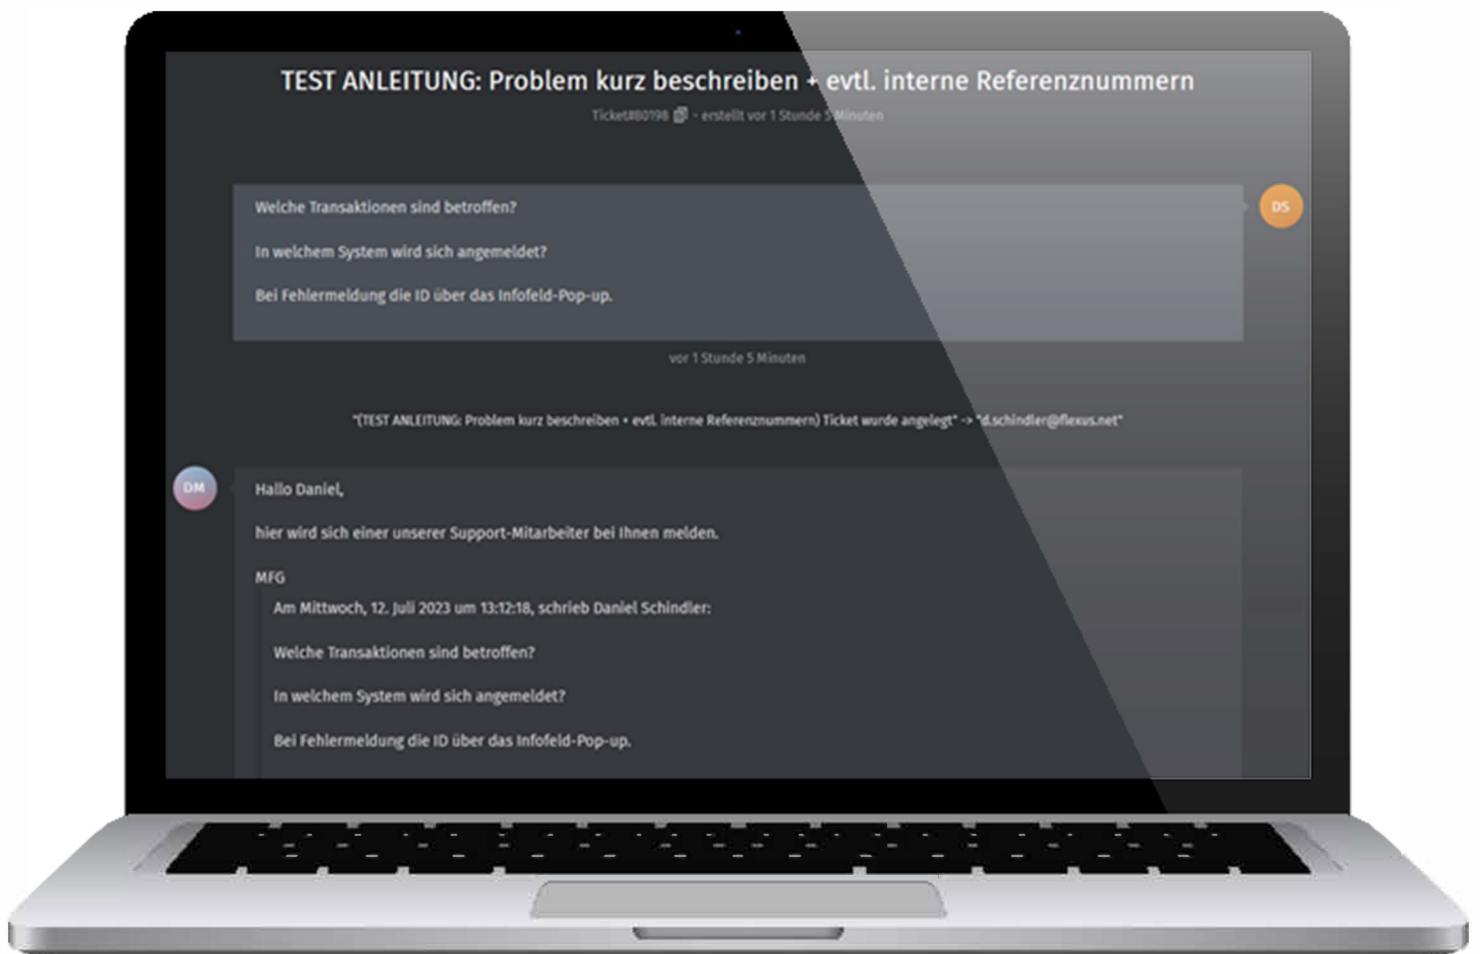 TEST ANLEITUNG: Problem kurz beschreiben + evtl. interne Referenznummern
Ticket#80198 - erstellt vor 1 Stunde 5 Minuten
Welche Transaktionen sind betroffen?
DS
In welchem System wird sich angemeldet?
Bei Fehlermeldung die ID über das Infofeld-Pop-up.
vor 1 Stunde 5 Minuten
"(TEST ANLEITUNG: Problem kurz beschreiben + evtl. interne Referenznummern) Ticket wurde angelegt" -> "d.schindler@flexus.net"
DM
Hallo Daniel,
hier wird sich einer unserer Support-Mitarbeiter bei Ihnen melden.
MFG
Am Mittwoch, 12. Juli 2023 um 13:12:18, schrieb Daniel Schindler:
Welche Transaktionen sind betroffen?
In welchem System wird sich angemeldet?
Bei Fehlermeldung die ID über das Infofeld-Pop-up.